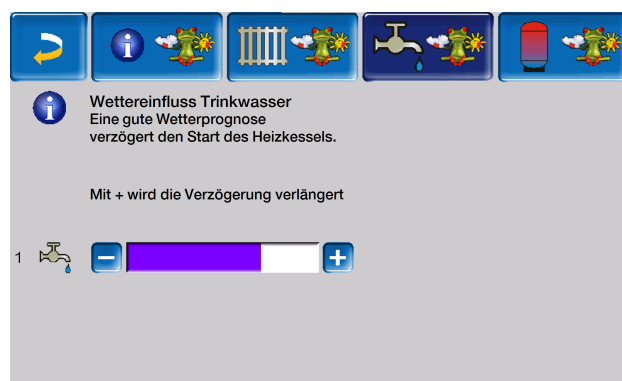 Wettereinfluss Trinkwasser
Eine gute Wetterprognose
verzögert den Start des Heizkessels.
Mit + wird die Verzögerung verlängert
1